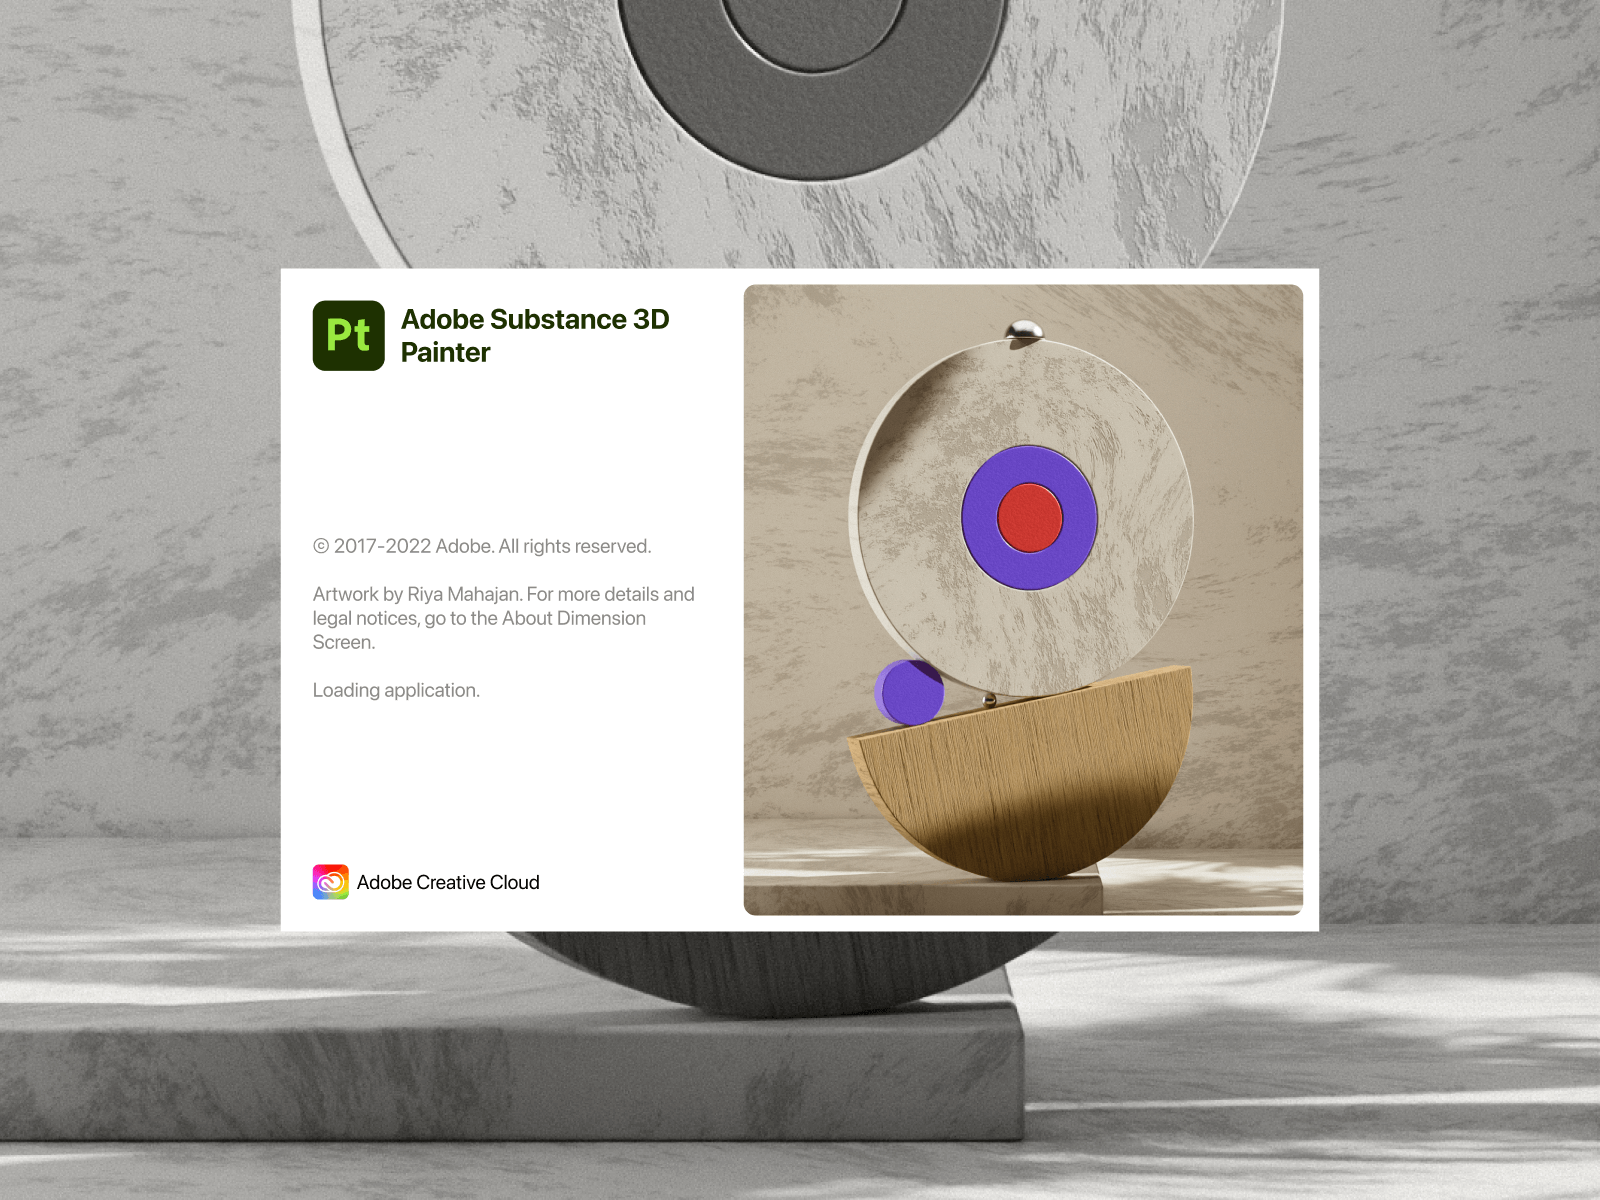 Pt
Adobe Substance 3D
Painter
© 2017-2022 Adobe. All rights reserved.
Artwork by Riya Mahajan. For more details and
legal notices, go to the About Dimension
Screen.
Loading application.
Adobe Creative Cloud